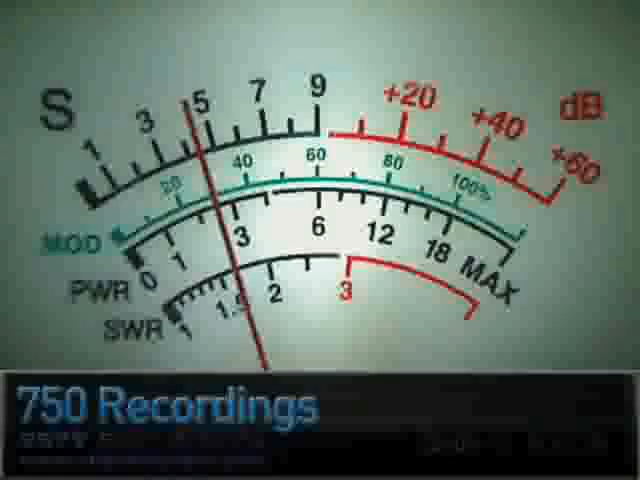 S 1 3 5 7 9 +20 +40 +60 dB
MOD 20 40 60 80 100%
PWR 0 1 3 6 12 18 MAX
SWR 1 1.5 2 3
750 Recordings